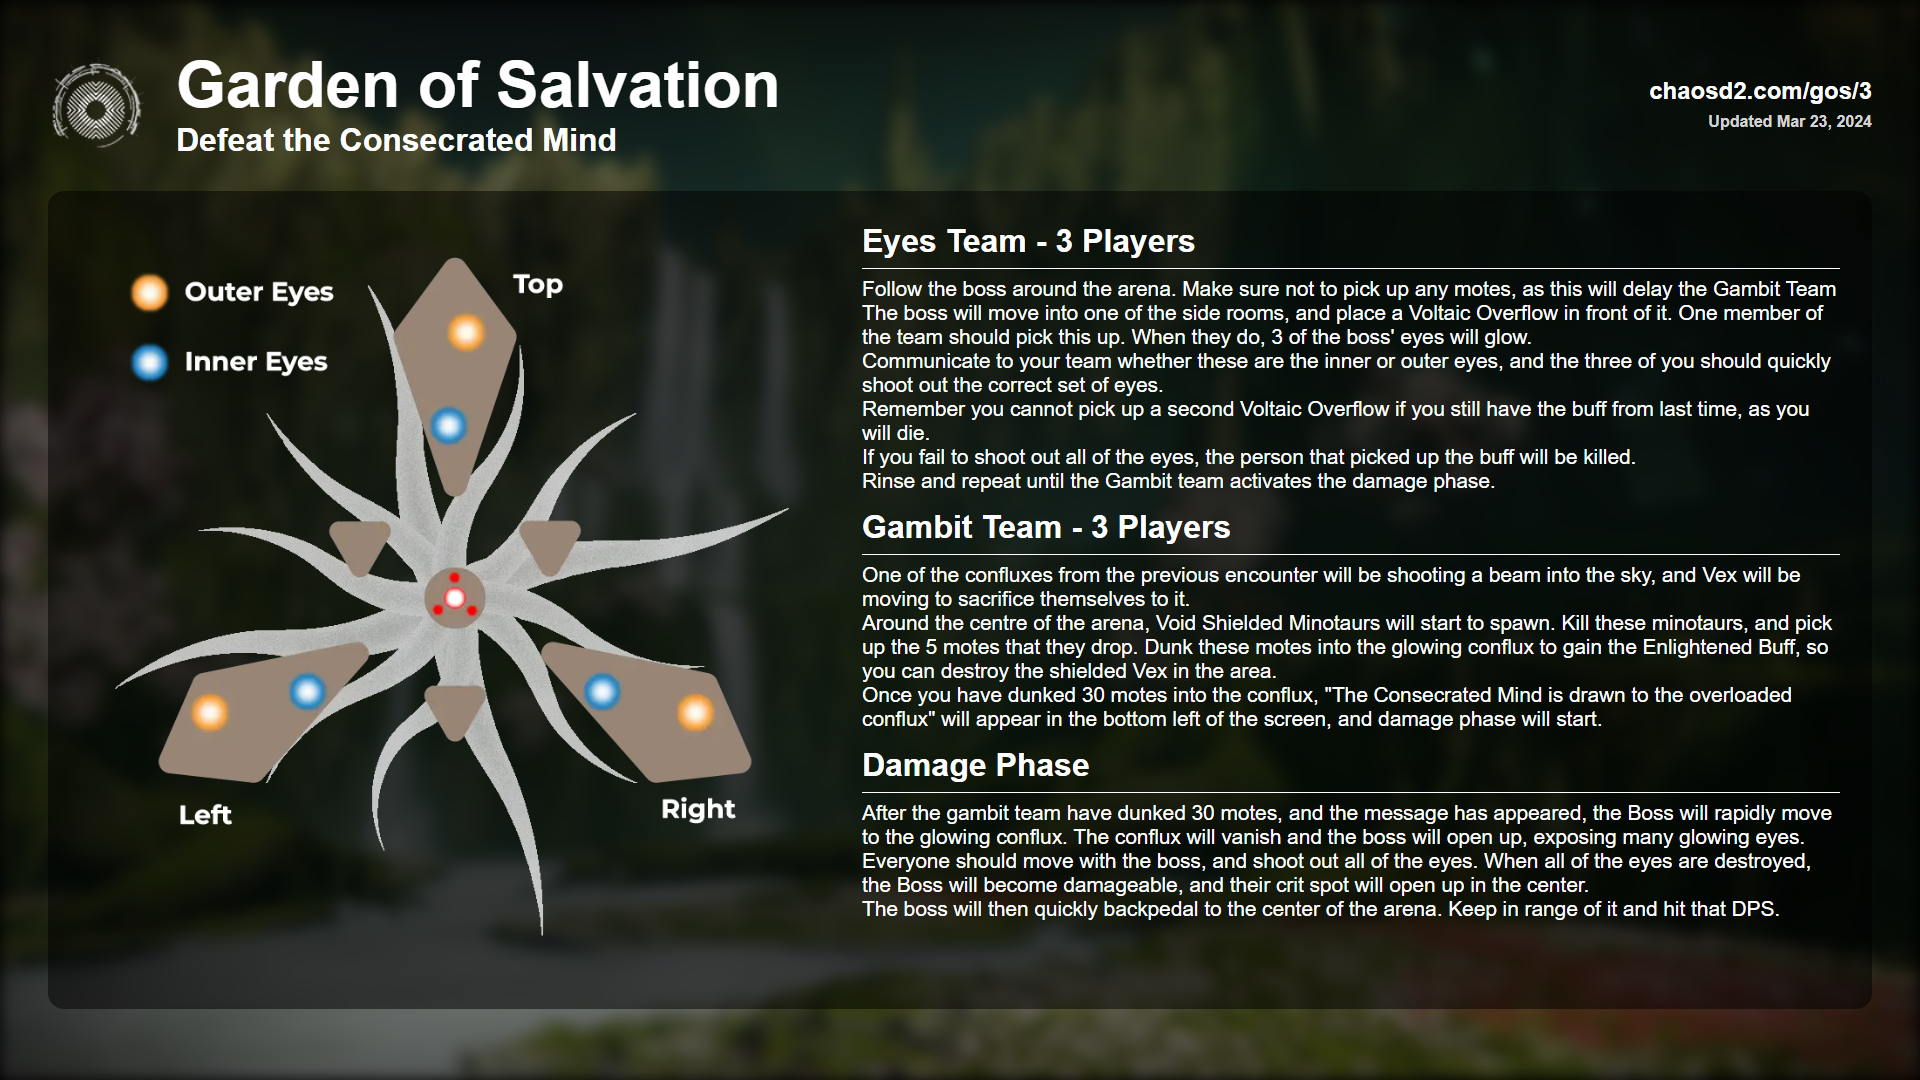 Garden of Salvation
Defeat the Consecrated Mind
chaosd2.com/gos/3
Updated Mar 23, 2024
Outer Eyes
Inner Eyes
Top
Left
Right
Eyes Team - 3 Players
Follow the boss around the arena. Make sure not to pick up any motes, as this will delay the Gambit Team
The boss will move into one of the side rooms, and place a Voltaic Overflow in front of it. One member of
the team should pick this up. When they do, 3 of the boss' eyes will glow.
Communicate to your team whether these are the inner or outer eyes, and the three of you should quickly
shoot out the correct set of eyes.
Remember you cannot pick up a second Voltaic Overflow if you still have the buff from last time, as you
will die.
If you fail to shoot out all of the eyes, the person that picked up the buff will be killed.
Rinse and repeat until the Gambit team activates the damage phase.
Gambit Team - 3 Players
One of the confluxes from the previous encounter will be shooting a beam into the sky, and Vex will be
moving to sacrifice themselves to it.
Around the centre of the arena, Void Shielded Minotaurs will start to spawn. Kill these minotaurs, and pick
up the 5 motes that they drop. Dunk these motes into the glowing conflux to gain the Enlightened Buff, so
you can destroy the shielded Vex in the area.
Once you have dunked 30 motes into the conflux, "The Consecrated Mind is drawn to the overloaded
conflux" will appear in the bottom left of the screen, and damage phase will start.
Damage Phase
After the gambit team have dunked 30 motes, and the message has appeared, the Boss will rapidly move
to the glowing conflux. The conflux will vanish and the boss will open up, exposing many glowing eyes.
Everyone should move with the boss, and shoot out all of the eyes. When all of the eyes are destroyed,
the Boss will become damageable, and their crit spot will open up in the center.
The boss will then quickly backpedal to the center of the arena. Keep in range of it and hit that DPS.